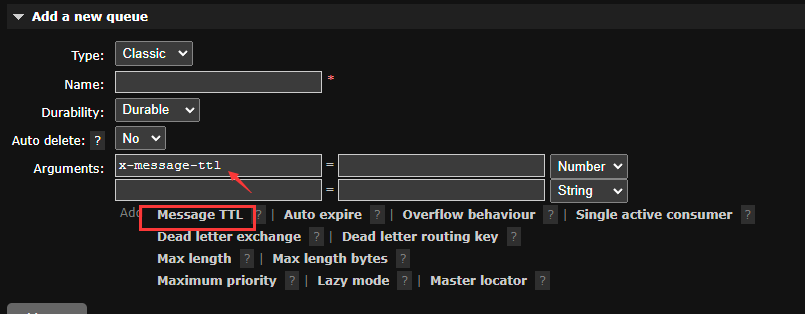 Add a new queue
Type: Classic
Name: *
Durability: Durable
Auto delete: ? No
Arguments: x-message-ttl = Number
= String
Add Message TTL ? | Auto expire ? | Overflow behaviour ? | Single active consumer ?
Dead letter exchange ? | Dead letter routing key ?
Max length ? | Max length bytes ?
Maximum priority ? | Lazy mode ? | Master locator ?